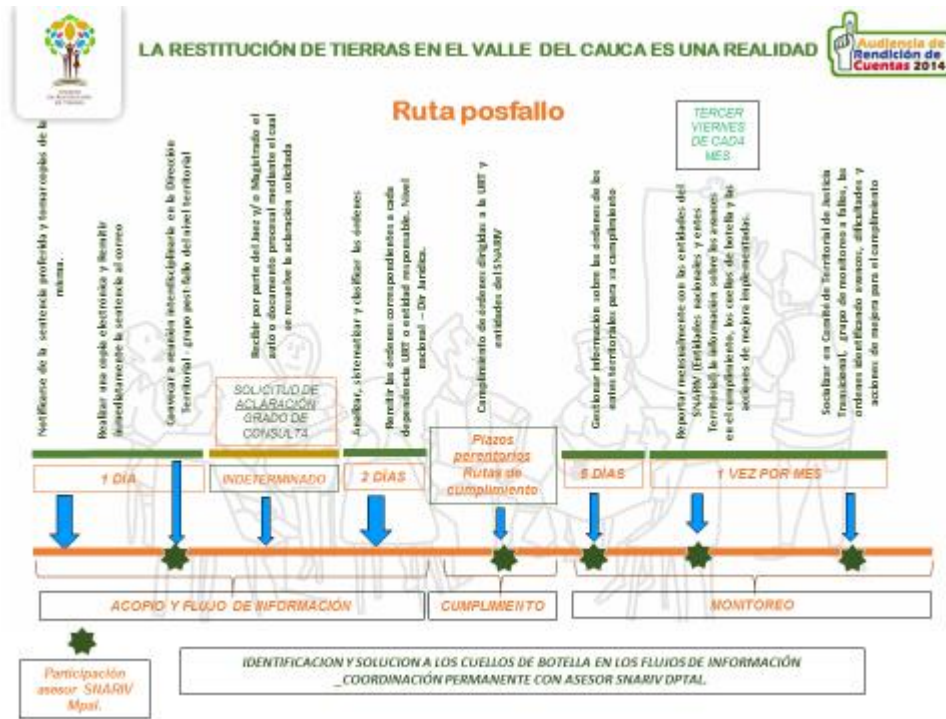 LA RESTITUCIÓN DE TIERRAS EN EL VALLE DEL CAUCA ES UNA REALIDAD
Audiencia de
Rendición de
Cuentas 2014
Ruta posfallo
TERCER
VIERNES
DE CADA
MES
Notificarse de la sentencia proferida y tomar copias de la
misma.
Realizar una copia electrónica y Remitir
inmediatamente la sentencia al correo
Convocar a reunión interdisciplinaria en la Dirección
Territorial - grupo post-fallo del nivel territorial
Recibir por parte del Juez y/o Magistrado el
auto o documento procesal mediante el cual
se resuelve la aclaración solicitada
Analizar, sistematizar y clasificar las órdenes
Remitir las órdenes correspondientes a cada
dependencia URT o entidad responsable. Nivel
nacional – Dir Jurídica.
Cumplimiento de órdenes dirigidas a la URT y
entidades del SNARIV
Gestionar información sobre las órdenes de los
entes territoriales para su cumplimiento
Reportar mensualmente con las entidades del
SNARIV (Entidades nacionales y entes
Territorial) la información sobre los avances
en el cumplimiento, los cuellos de botella y las
acciones de mejora implementadas.
Socializar en Comité de Territorial de Justicia
Transicional, grupo de monitoreo a fallos, las
ordenes identificando avances, dificultades y
acciones de mejora para el cumplimiento
SOLICITUD DE
ACLARACIÓN
GRADO DE
CONSULTA
Plazos
perentorios
Rutas de
cumplimiento
1 DÍA
INDETERMINADO
2 DÍAS
5 DÍAS
1 VEZ POR MES
ACOPIO Y FLUJO DE INFORMACIÓN
CUMPLIMIENTO
MONITOREO
Participación
asesor SNARIV
Mpal.
IDENTIFICACION Y SOLUCION A LOS CUELLOS DE BOTELLA EN LOS FLUJOS DE INFORMACIÓN
_COORDINACIÓN PERMANENTE CON ASESOR SNARIV DPTAL.